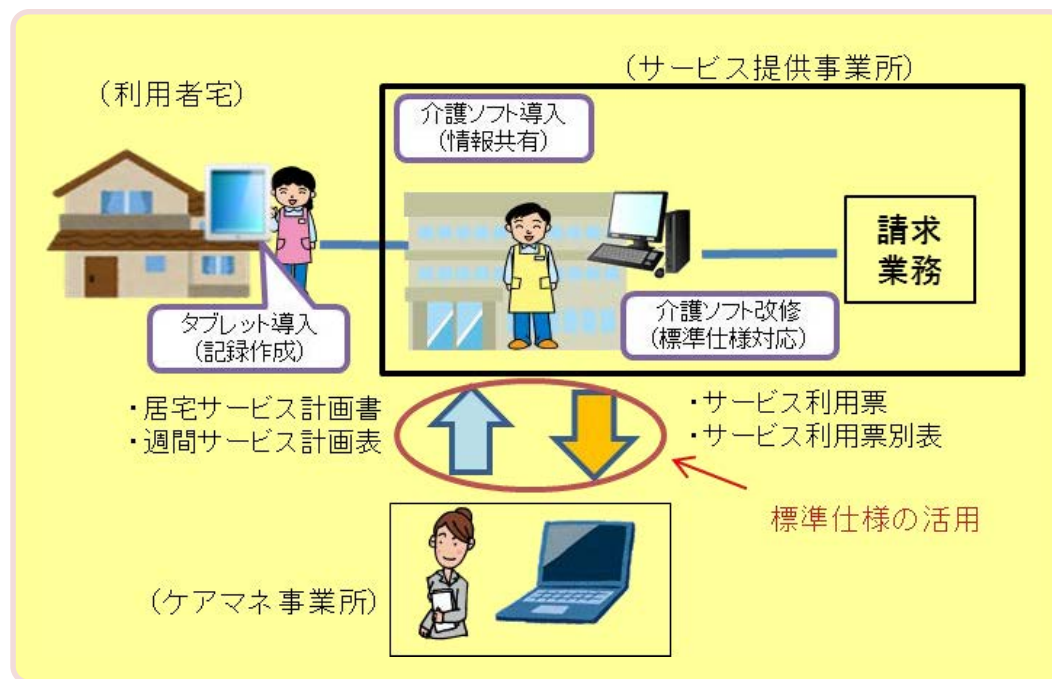 （サービス提供事業所）
（利用者宅）
介護ソフト導入
（情報共有）
請求
業務
タブレット導入
（記録作成）
介護ソフト改修
（標準仕様対応）
・居宅サービス計画書
・週間サービス計画表
・サービス利用票
・サービス利用票別表
標準仕様の活用
（ケアマネ事業所）